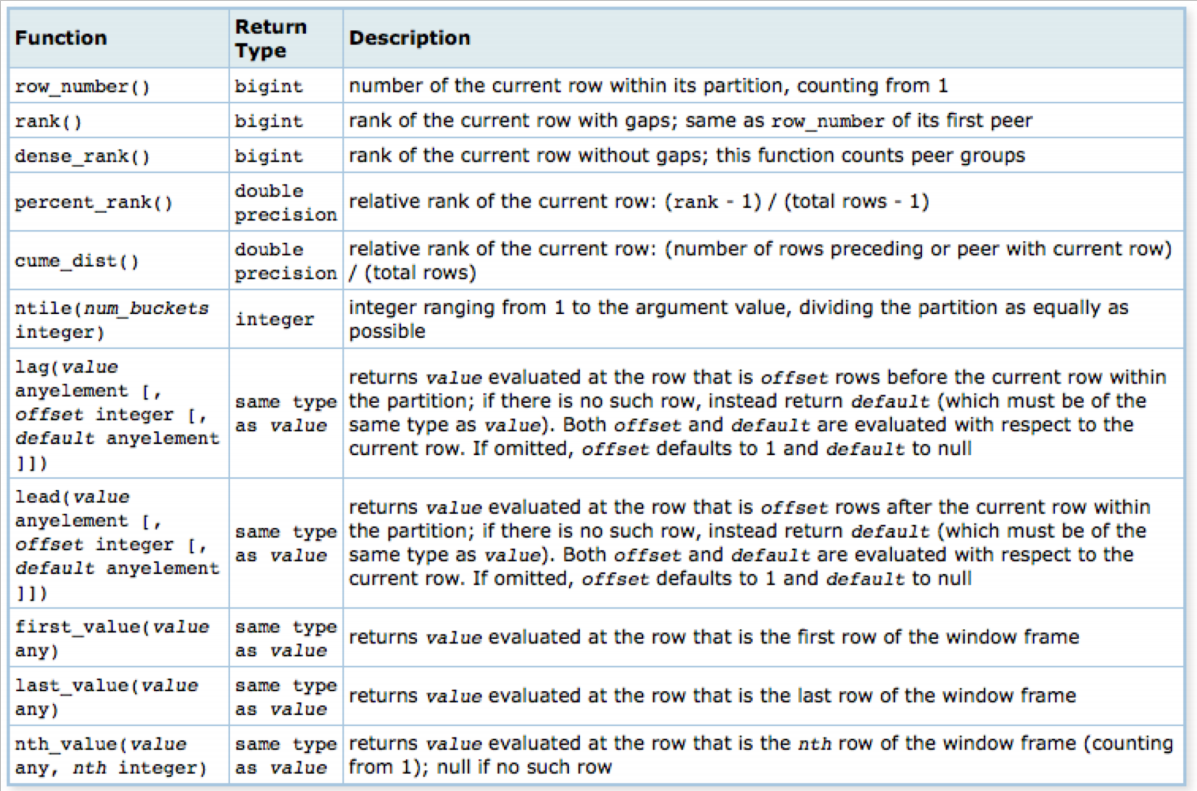 Function
Return
Type
Description
row_number()
bigint
number of the current row within its partition, counting from 1
rank()
bigint
rank of the current row with gaps; same as row_number of its first peer
dense_rank()
bigint
rank of the current row without gaps; this function counts peer groups
percent_rank()
double
precision
relative rank of the current row: (rank - 1) / (total rows - 1)
cume_dist()
double
precision
relative rank of the current row: (number of rows preceding or peer with current row)
/ (total rows)
ntile(num_buckets
integer)
integer
integer ranging from 1 to the argument value, dividing the partition as equally as
possible
lag(value
anyelement [,
offset integer [,
default anyelement
]])
same type
as value
returns value evaluated at the row that is offset rows before the current row within
the partition; if there is no such row, instead return default (which must be of the
same type as value). Both offset and default are evaluated with respect to the
current row. If omitted, offset defaults to 1 and default to null
lead(value
anyelement [,
offset integer [,
default anyelement
]])
same type
as value
returns value evaluated at the row that is offset rows after the current row within
the partition; if there is no such row, instead return default (which must be of the
same type as value). Both offset and default are evaluated with respect to the
current row. If omitted, offset defaults to 1 and default to null
first_value(value
any)
same type
as value
returns value evaluated at the row that is the first row of the window frame
last_value(value
any)
same type
as value
returns value evaluated at the row that is the last row of the window frame
nth_value(value
any, nth integer)
same type
as value
returns value evaluated at the row that is the nth row of the window frame (counting
from 1); null if no such row